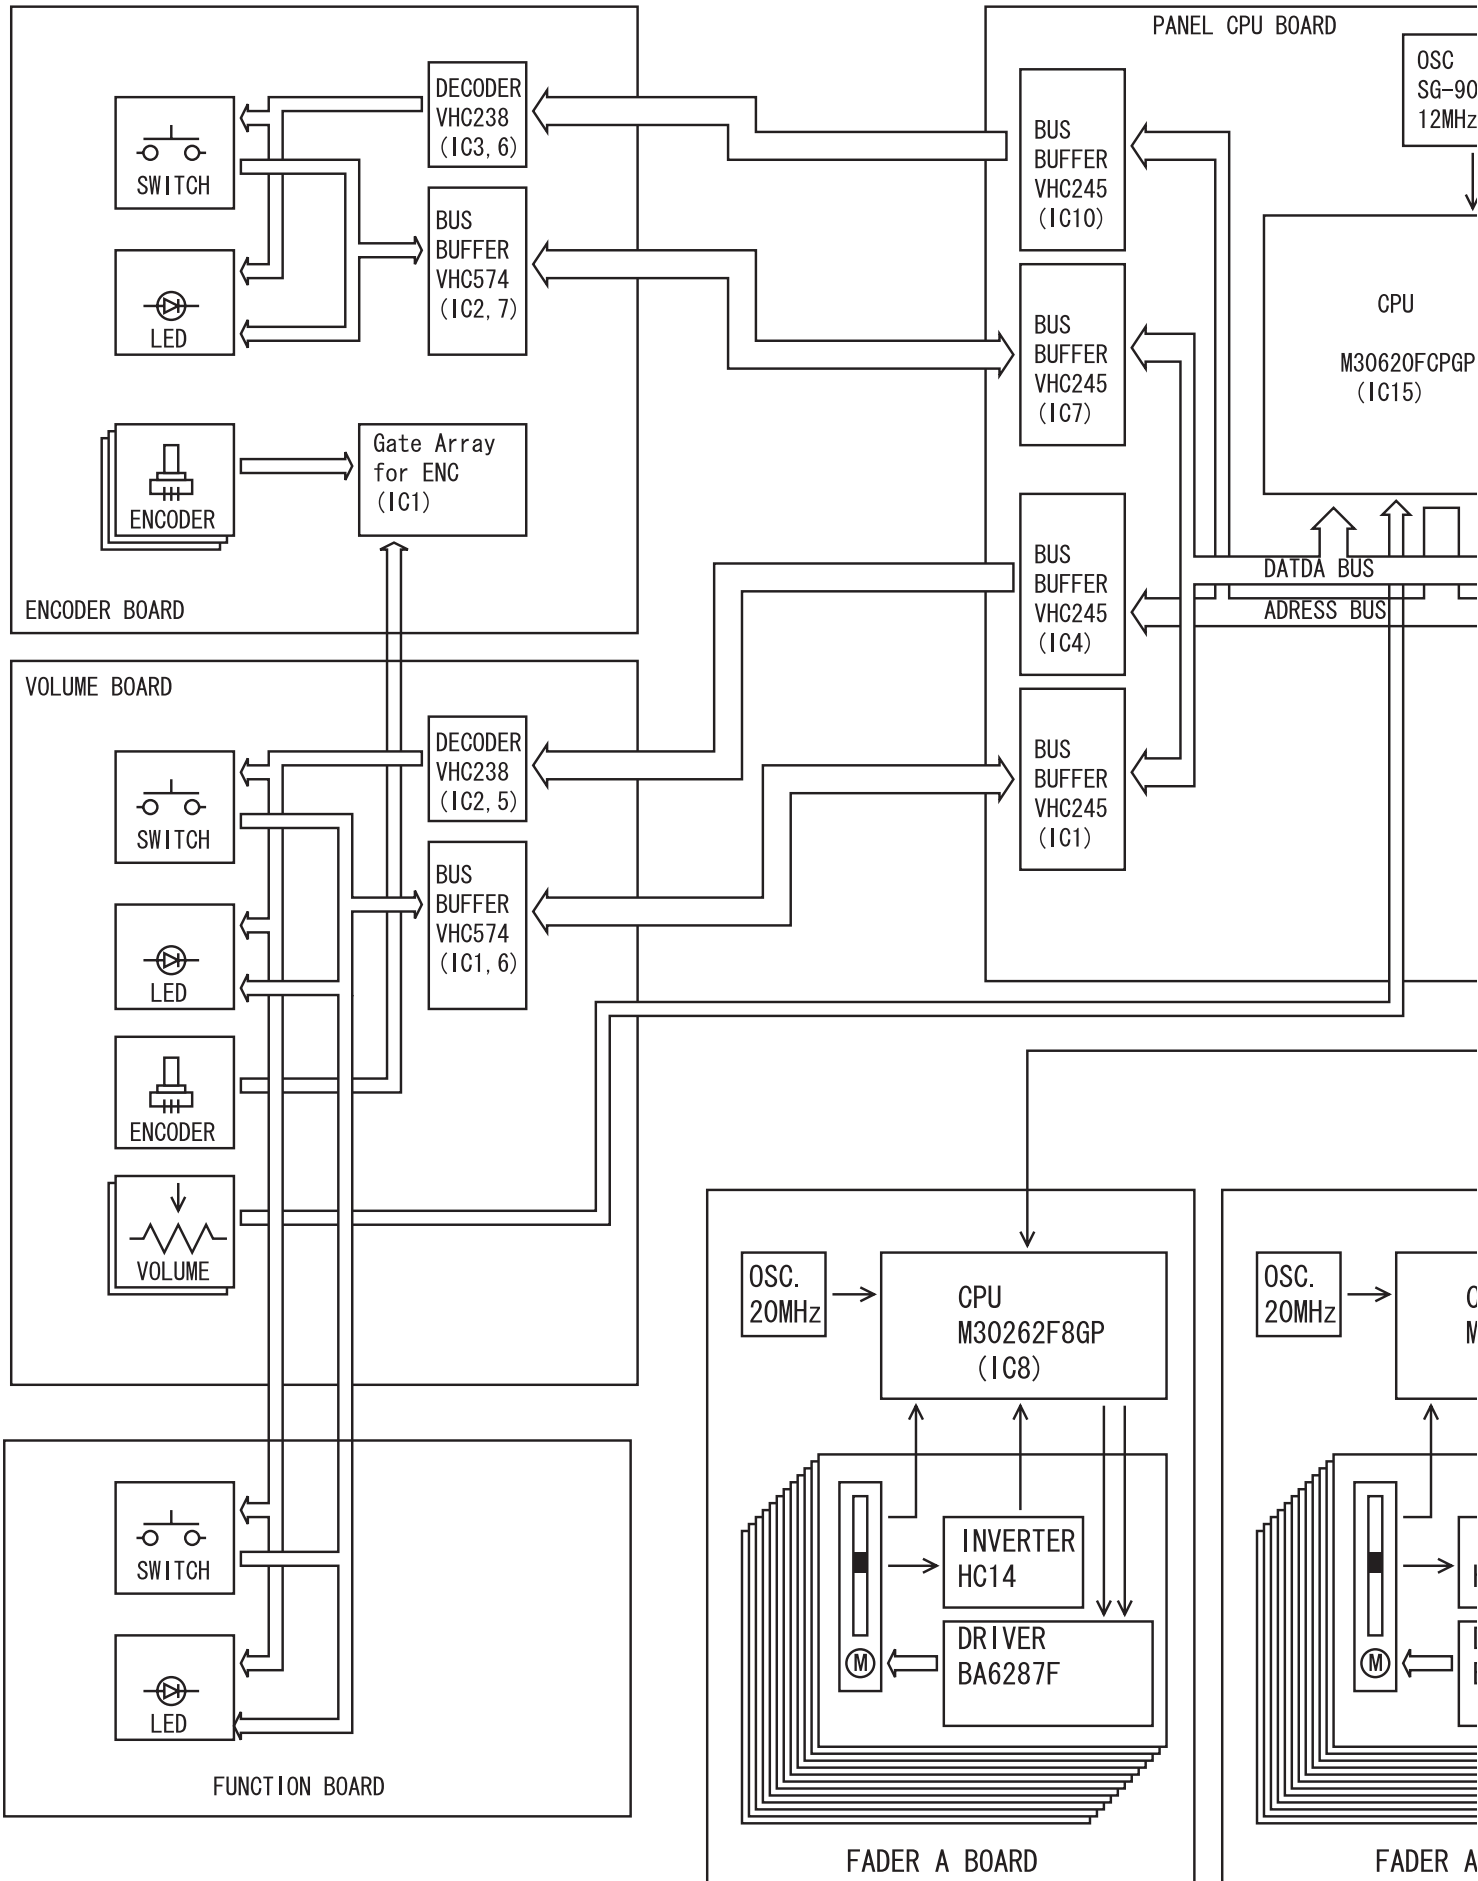 DECODER
VHC238
(IC3, 6)
SWITCH
BUS
BUFFER
VHC574
(IC2, 7)
LED
Gate Array
for ENC
(IC1)
ENCODER
ENCODER BOARD
PANEL CPU BOARD
OSC
SG-90
12MHz
BUS
BUFFER
VHC245
(IC10)
BUS
BUFFER
VHC245
(IC7)
CPU
M30620FCPGP
(IC15)
BUS
BUFFER
VHC245
(IC4)
DATDA BUS
ADRESS BUS
BUS
BUFFER
VHC245
(IC1)
VOLUME BOARD
DECODER
VHC238
(IC2, 5)
SWITCH
BUS
BUFFER
VHC574
(IC1, 6)
LED
ENCODER
VOLUME
SWITCH
LED
FUNCTION BOARD
OSC.
20MHz
CPU
M30262F8GP
(IC8)
INVERTER
HC14
DRIVER
BA6287F
M
FADER A BOARD
OSC.
20MHz
M
M
FADER A